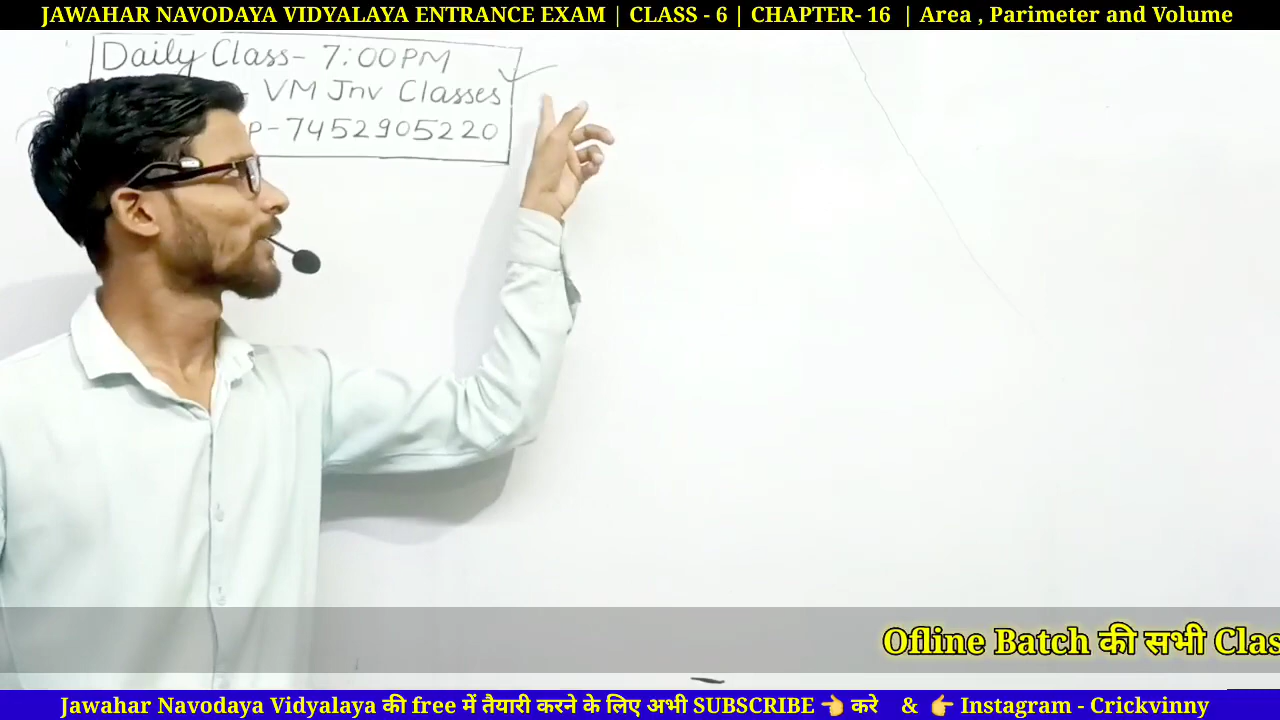 JAWAHAR NAVODAYA VIDYALAYA ENTRANCE EXAM | CLASS - 6 | CHAPTER- 16 | Area , Parimeter and Volume
Daily Class- 7:00PM
- VM Jnv Classes
P-7452905220
Ofline Batch की सभी Clas
Jawahar Navodaya Vidyalaya की free में तैयारी करने के लिए अभी SUBSCRIBE 👈 करे & 👉 Instagram - Crickvinny